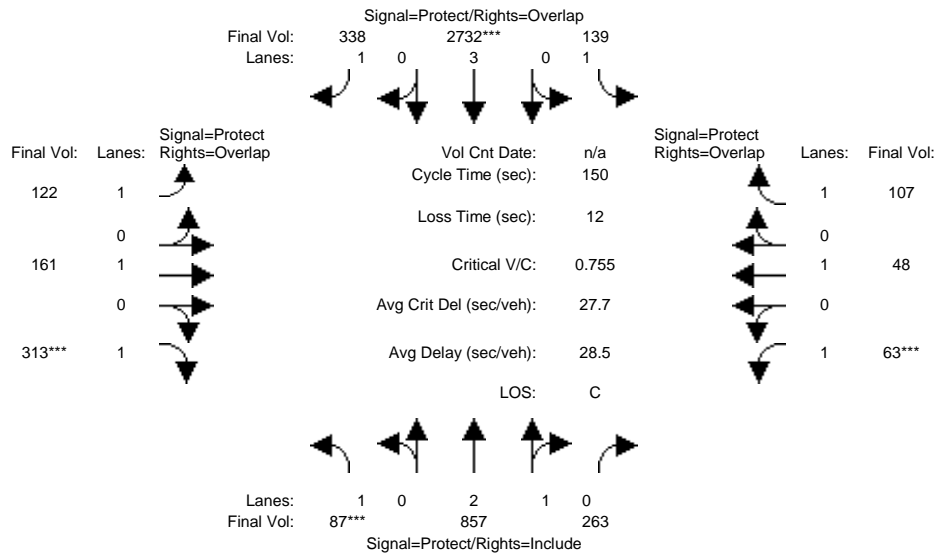 Signal=Protect/Rights=Overlap
Final Vol: 338 2732*** 139
Lanes: 1 0 3 0 1
Signal=Protect Signal=Protect
Final Vol: Lanes: Rights=Overlap Vol Cnt Date: n/a Rights=Overlap Lanes: Final Vol:
Cycle Time (sec): 150
122 1 1 107
Loss Time (sec): 12
0 0
161 1 Critical V/C: 0.755 1 48
0 Avg Crit Del (sec/veh): 27.7 0
313*** 1 Avg Delay (sec/veh): 28.5 1 63***
LOS: C
Lanes: 1 0 2 1 0
Final Vol: 87*** 857 263
Signal=Protect/Rights=Include